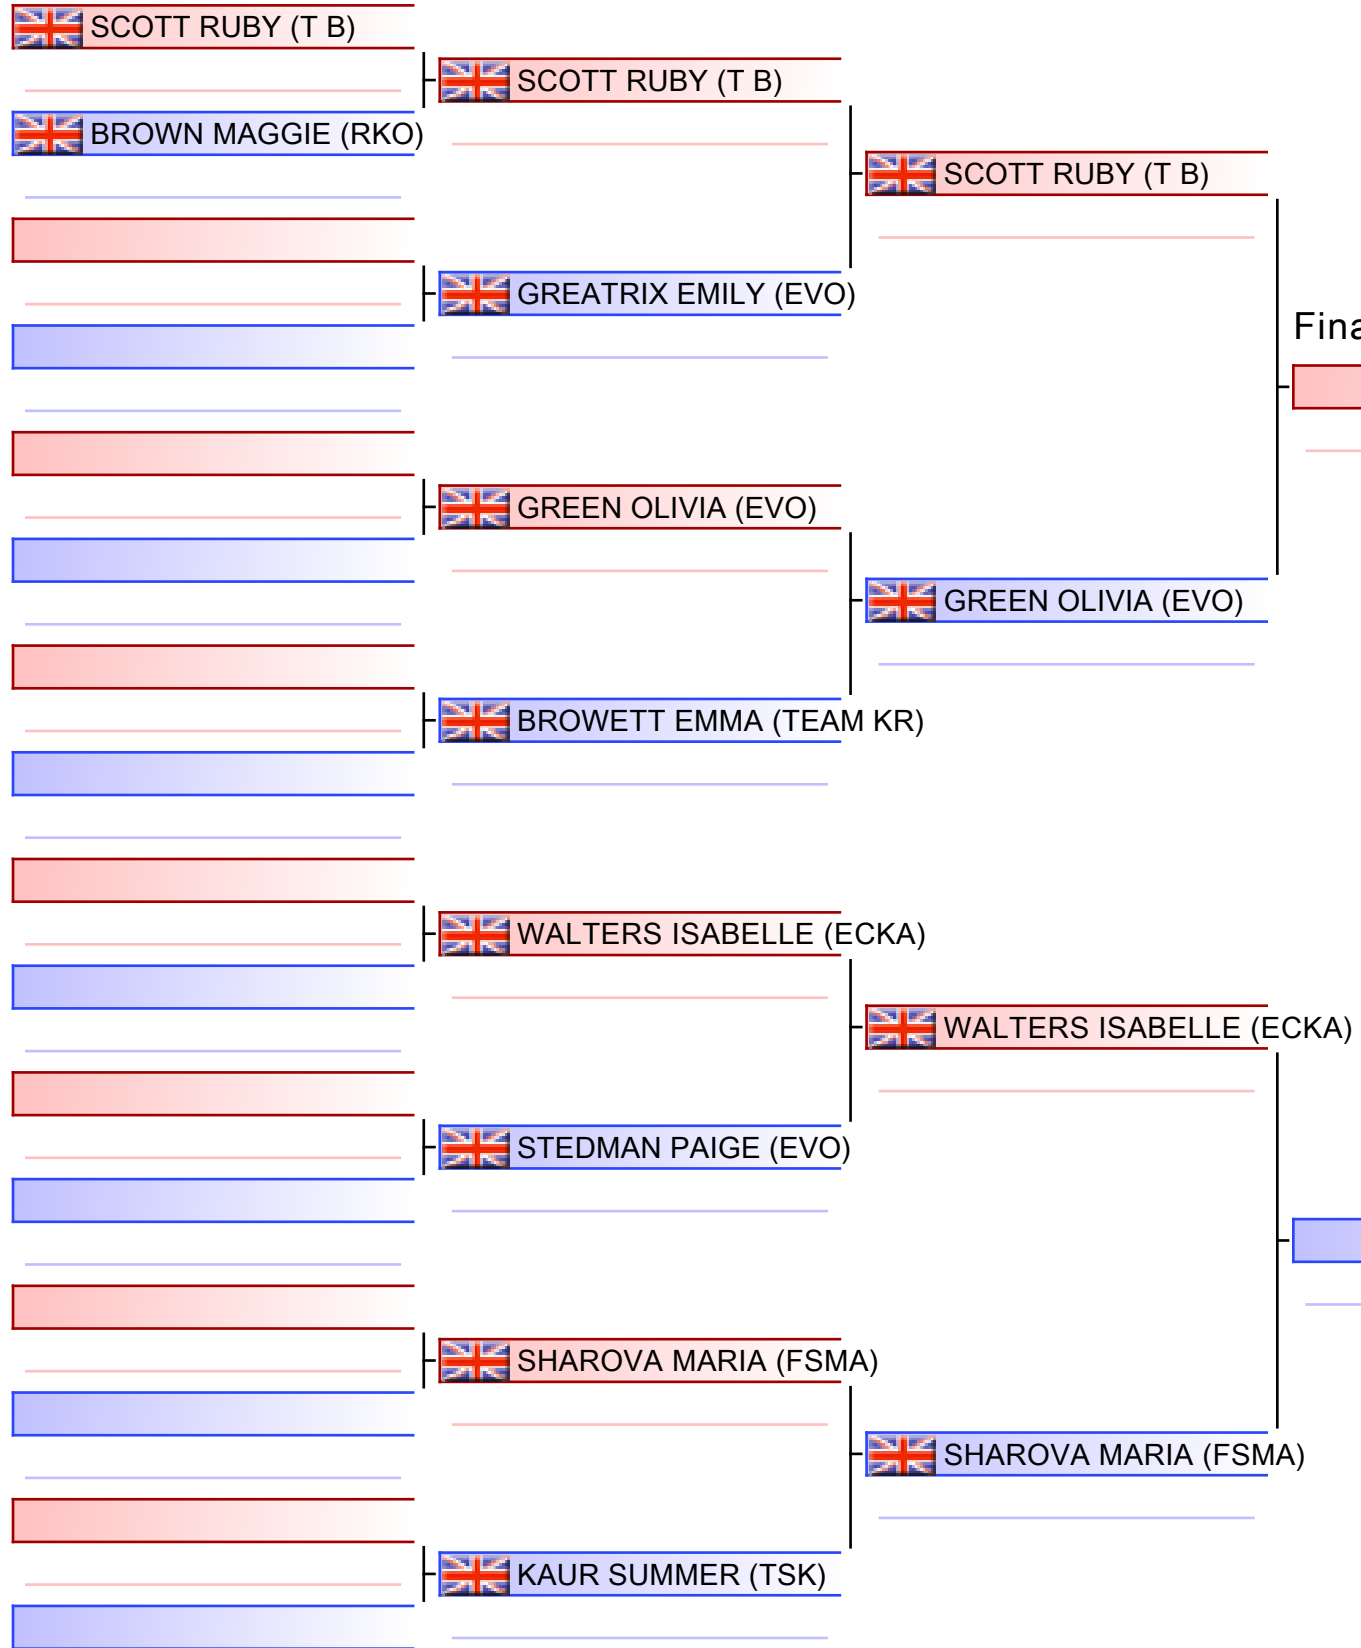 SCOTT RUBY (T B)
BROWN MAGGIE (RKO)
SCOTT RUBY (T B)
GREATRIX EMILY (EVO)
GREEN OLIVIA (EVO)
BROWETT EMMA (TEAM KR)
WALTERS ISABELLE (ECKA)
STEDMAN PAIGE (EVO)
SHAROVA MARIA (FSMA)
KAUR SUMMER (TSK)
SCOTT RUBY (T B)
GREEN OLIVIA (EVO)
WALTERS ISABELLE (ECKA)
SHAROVA MARIA (FSMA)
Fina